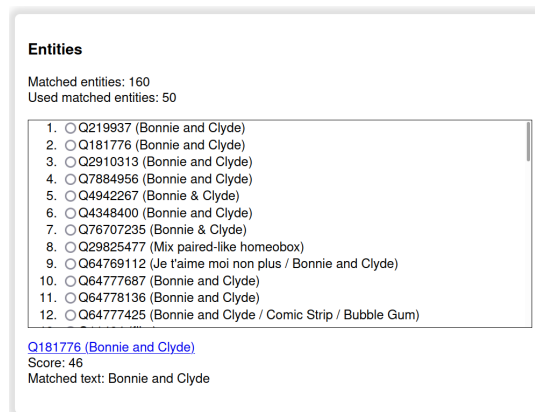 Entities
Matched entities: 160
Used matched entities: 50
1. Q219937 (Bonnie and Clyde)
2. Q181776 (Bonnie and Clyde)
3. Q2910313 (Bonnie and Clyde)
4. Q7884956 (Bonnie and Clyde)
5. Q4942267 (Bonnie & Clyde)
6. Q4348400 (Bonnie and Clyde)
7. Q76707235 (Bonnie & Clyde)
8. Q29825477 (Mix paired-like homeobox)
9. Q64769112 (Je t'aime moi non plus / Bonnie and Clyde)
10. Q64777687 (Bonnie and Clyde)
11. Q64778136 (Bonnie and Clyde)
12. Q64777425 (Bonnie and Clyde / Comic Strip / Bubble Gum)
Q181776 (Bonnie and Clyde)
Score: 46
Matched text: Bonnie and Clyde